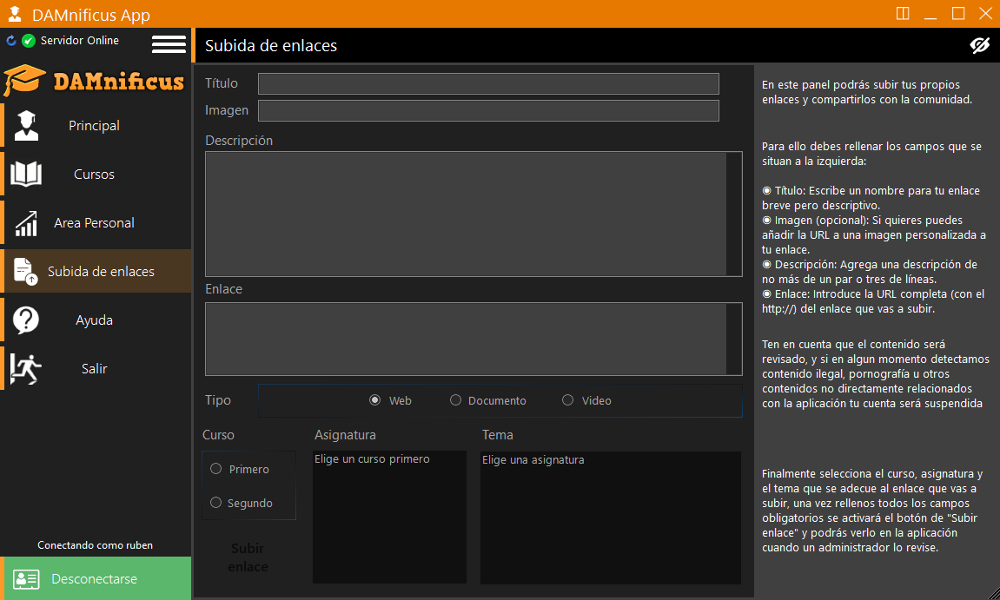 DAMnificus App
Servidor Online
DAMnificus
Principal
Cursos
Area Personal
Subida de enlaces
Ayuda
Salir
Conectando como ruben
Desconectarse
Subida de enlaces
Título
Imagen
Descripción
Enlace
Tipo
Web
Documento
Video
Curso
Asignatura
Tema
Primero
Segundo
Elige un curso primero
Elige una asignatura
Subir
enlace
En este panel podrás subir tus propios
enlaces y compartirlos con la comunidad.
Para ello debes rellenar los campos que se
situan a la izquierda:
◉ Título: Escribe un nombre para tu enlace
breve pero descriptivo.
◉ Imagen (opcional): Si quieres puedes
añadir la URL a una imagen personalizada a
tu enlace.
◉ Descripción: Agrega una descripción de
no más de un par o tres de líneas.
◉ Enlace: Introduce la URL completa (con el
http://) del enlace que vas a subir.
Ten en cuenta que el contenido será
revisado, y si en algun momento detectamos
contenido ilegal, pornografía u otros
contenidos no directamente relacionados
con la aplicación tu cuenta será suspendida
Finalmente selecciona el curso, asignatura y
el tema que se adecue al enlace que vas a
subir, una vez rellenos todos los campos
obligatorios se activará el botón de "Subir
enlace" y podrás verlo en la aplicación
cuando un administrador lo revise.